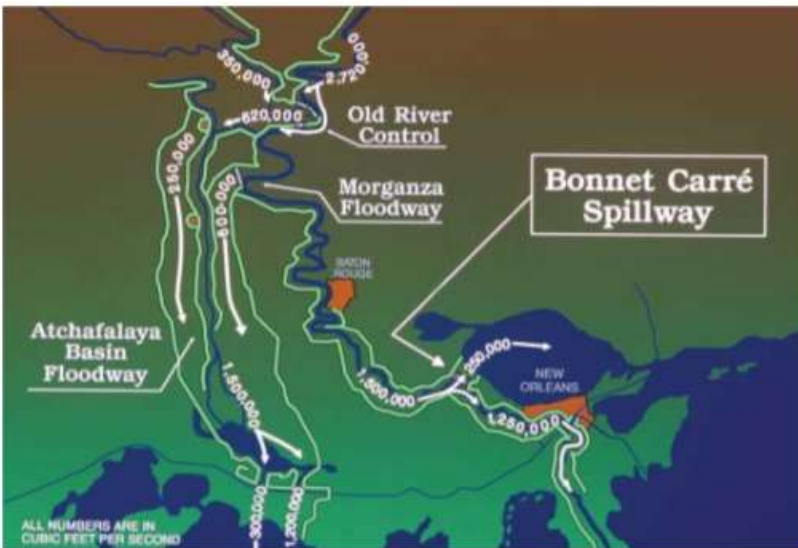 350,000
2,720,000
620,000
Old River
Control
250,000
600,000
Morganza
Floodway
Bonnet Carré
Spillway
BATON
ROUGE
Atchafalaya
Basin
Floodway
1,500,000
1,500,000
250,000
NEW
ORLEANS
1,250,000
300,000
1,200,000
ALL NUMBERS ARE IN
CUBIC FEET PER SECOND